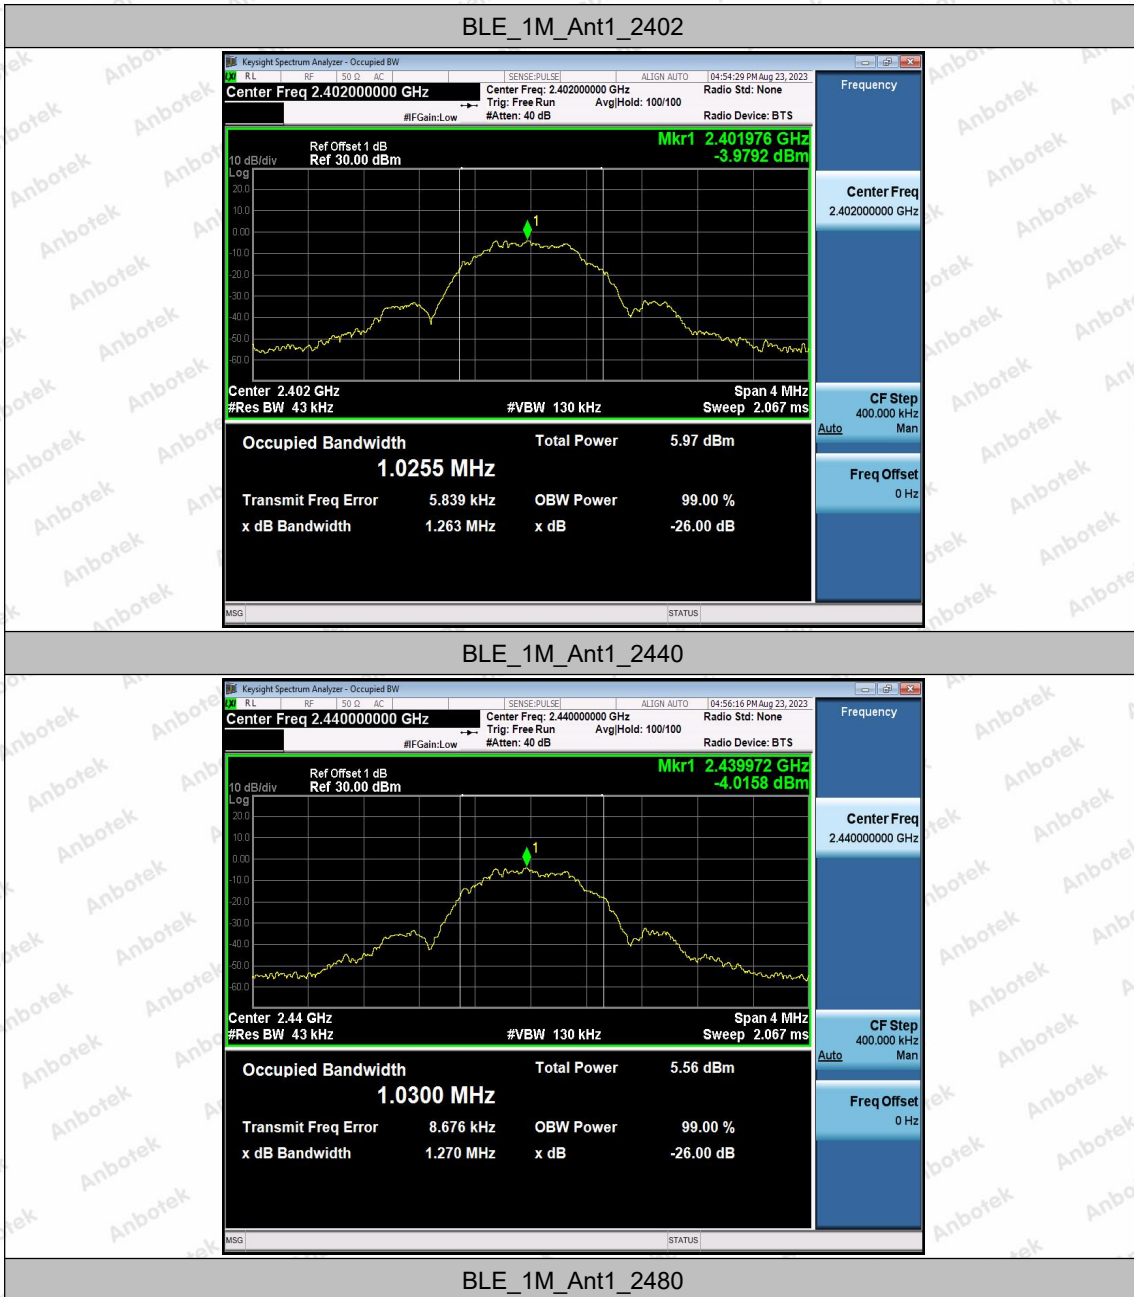 BLE_1M_Ant1_2402
Keysight Spectrum Analyzer - Occupied BW
LXI RL RF 50 Ω AC SENSE:PULSE ALIGN AUTO 04:54:29 PM Aug 23, 2023
Center Freq 2.402000000 GHz Center Freq: 2.402000000 GHz Radio Std: None Frequency
Trig: Free Run Avg|Hold: 100/100
#IFGain:Low #Atten: 40 dB Radio Device: BTS
Mkr1 2.401976 GHz
-3.9792 dBm
Ref Offset 1 dB
10 dB/div Ref 30.00 dBm
Log
20.0
10.0
0.00
-10.0
-20.0
-30.0
-40.0
-50.0
-60.0
1
Center Freq
2.402000000 GHz
Center 2.402 GHz Span 4 MHz
#Res BW 43 kHz #VBW 130 kHz Sweep 2.067 ms
CF Step
400.000 kHz
Auto Man
Freq Offset
0 Hz
Occupied Bandwidth Total Power 5.97 dBm
1.0255 MHz
Transmit Freq Error 5.839 kHz OBW Power 99.00 %
x dB Bandwidth 1.263 MHz x dB -26.00 dB
MSG STATUS
BLE_1M_Ant1_2440
Keysight Spectrum Analyzer - Occupied BW
LXI RL RF 50 Ω AC SENSE:PULSE ALIGN AUTO 04:56:16 PM Aug 23, 2023
Center Freq 2.440000000 GHz Center Freq: 2.440000000 GHz Radio Std: None Frequency
Trig: Free Run Avg|Hold: 100/100
#IFGain:Low #Atten: 40 dB Radio Device: BTS
Mkr1 2.439972 GHz
-4.0158 dBm
Ref Offset 1 dB
10 dB/div Ref 30.00 dBm
Log
20.0
10.0
0.00
-10.0
-20.0
-30.0
-40.0
-50.0
-60.0
1
Center Freq
2.440000000 GHz
Center 2.44 GHz Span 4 MHz
#Res BW 43 kHz #VBW 130 kHz Sweep 2.067 ms
CF Step
400.000 kHz
Auto Man
Freq Offset
0 Hz
Occupied Bandwidth Total Power 5.56 dBm
1.0300 MHz
Transmit Freq Error 8.676 kHz OBW Power 99.00 %
x dB Bandwidth 1.270 MHz x dB -26.00 dB
MSG STATUS
BLE_1M_Ant1_2480
Anbotek